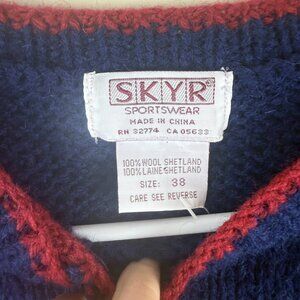 SKYR®
SPORTSWEAR
MADE IN CHINA
RN 32774 CA 05633
100% WOOL SHETLAND
100% LAINE SHETLAND
SIZE: 38
CARE SEE REVERSE